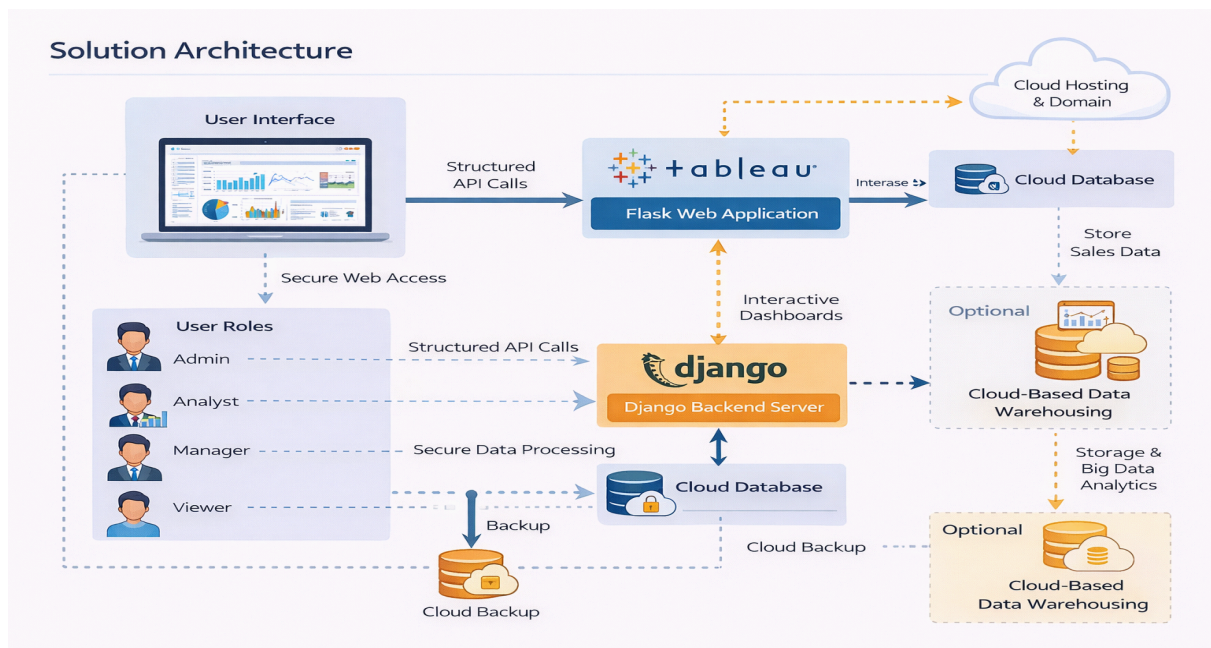 Solution Architecture
User Interface
Structured
API Calls
tableau
Flask Web Application
Cloud Hosting
& Domain
Interase
Cloud Database
Store
Sales Data
Secure Web Access
User Roles
Admin
Analyst
Manager
Viewer
Structured API Calls
Interactive
Dashboards
django
Django Backend Server
Secure Data Processing
Cloud Database
Backup
Cloud Backup
Optional
Cloud-Based Data
Warehousing
Storage &
Big Data
Analytics
Cloud Backup
Optional
Cloud-Based
Data Warehousing